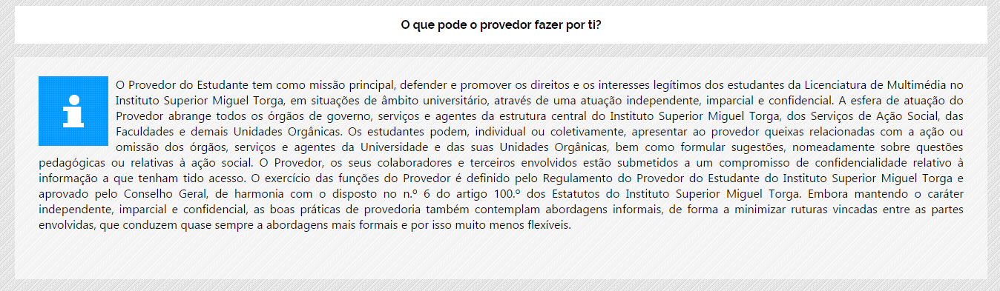 O que pode o provedor fazer por ti?
O Provedor do Estudante tem como missão principal, defender e promover os direitos e os interesses legítimos dos estudantes da Licenciatura de Multimédia no
Instituto Superior Miguel Torga, em situações de âmbito universitário, através de uma atuação independente, imparcial e confidencial. A esfera de atuação do
Provedor abrange todos os órgãos de governo, serviços e agentes da estrutura central do Instituto Superior Miguel Torga, dos Serviços de Ação Social, das
Faculdades e demais Unidades Orgânicas. Os estudantes podem, individual ou coletivamente, apresentar ao provedor queixas relacionadas com a ação ou
omissão dos órgãos, serviços e agentes da Universidade e das suas Unidades Orgânicas, bem como formular sugestões, nomeadamente sobre questões
pedagógicas ou relativas à ação social. O Provedor, os seus colaboradores e terceiros envolvidos estão submetidos a um compromisso de confidencialidade relativo à
informação a que tenham tido acesso. O exercício das funções do Provedor é definido pelo Regulamento do Provedor do Estudante do Instituto Superior Miguel Torga e
aprovado pelo Conselho Geral, de harmonia com o disposto no n.º 6 do artigo 100.º dos Estatutos do Instituto Superior Miguel Torga. Embora mantendo o caráter
independente, imparcial e confidencial, as boas práticas de provedoria também contemplam abordagens informais, de forma a minimizar ruturas vincadas entre as partes
envolvidas, que conduzem quase sempre a abordagens mais formais e por isso muito menos flexíveis.